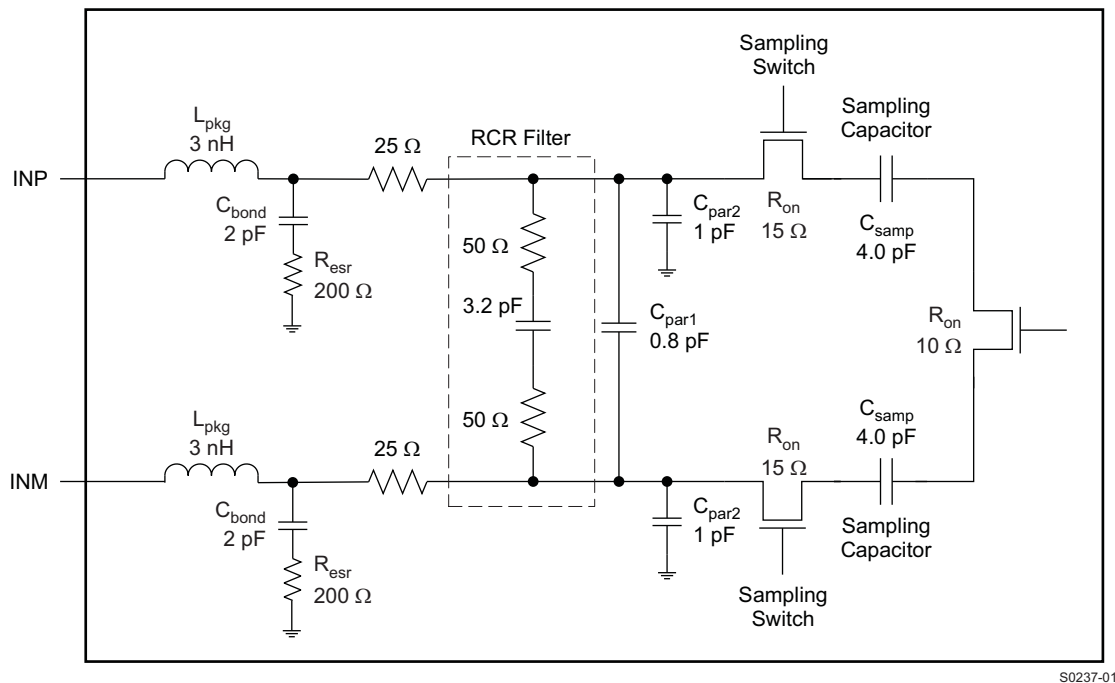 Sampling
Switch
Sampling
Capacitor
L_pkg
3 nH
25 Ω
RCR Filter
INP
C_bond
2 pF
R_esr
200 Ω
50 Ω
3.2 pF
50 Ω
C_par1
0.8 pF
C_par2
1 pF
R_on
15 Ω
C_samp
4.0 pF
R_on
10 Ω
L_pkg
3 nH
25 Ω
INM
C_bond
2 pF
R_esr
200 Ω
C_par2
1 pF
R_on
15 Ω
C_samp
4.0 pF
Sampling
Capacitor
Sampling
Switch
S0237-01